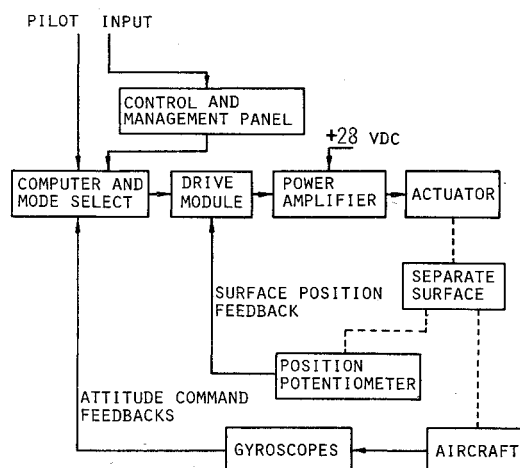 PILOT INPUT
CONTROL AND
MANAGEMENT PANEL
+28 VDC
COMPUTER AND
MODE SELECT
DRIVE
MODULE
POWER
AMPLIFIER
ACTUATOR
SEPARATE
SURFACE
SURFACE POSITION
FEEDBACK
POSITION
POTENTIOMETER
ATTITUDE COMMAND
FEEDBACKS
GYROSCOPES
AIRCRAFT